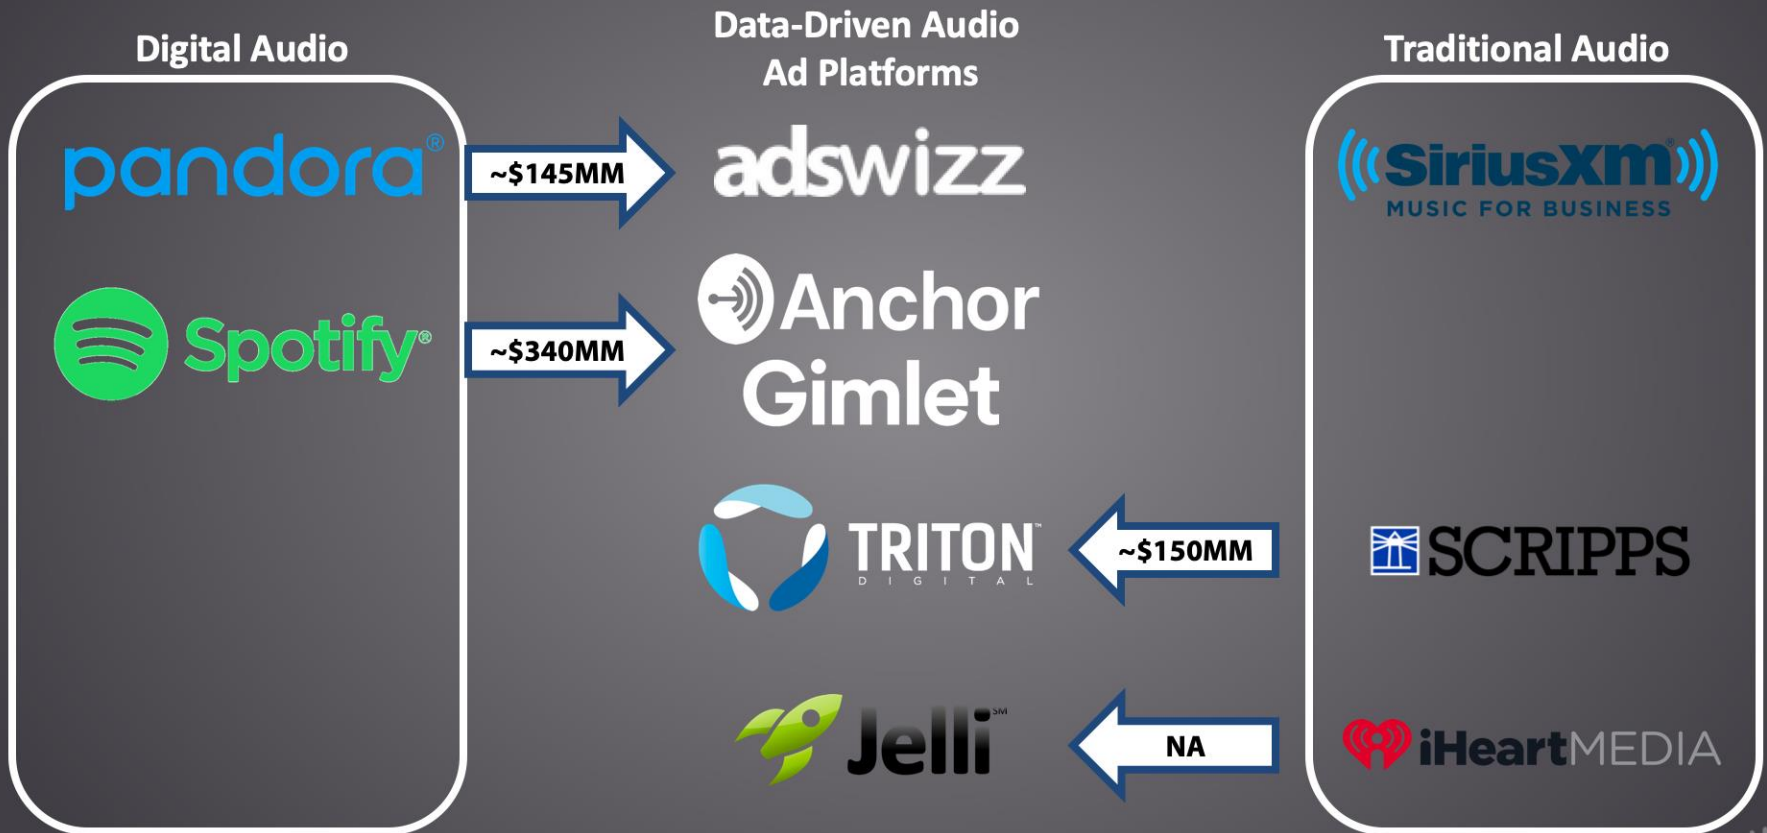 Digital Audio
Data-Driven Audio
Ad Platforms
Traditional Audio
pandora®
~$145MM
adswizz
SiriusXM®
MUSIC FOR BUSINESS
Spotify®
~$340MM
Anchor
Gimlet
TRITON™
DIGITAL
~$150MM
SCRIPPS
Jelli℠
NA
iHeartMEDIA